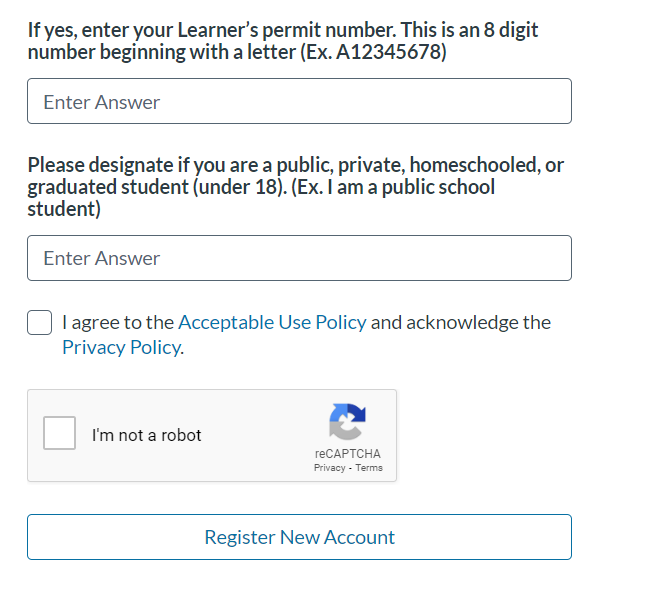 If yes, enter your Learner’s permit number. This is an 8 digit
number beginning with a letter (Ex. A12345678)
Enter Answer
Please designate if you are a public, private, homeschooled, or
graduated student (under 18). (Ex. I am a public school
student)
Enter Answer
I agree to the Acceptable Use Policy and acknowledge the
Privacy Policy.
I'm not a robot
reCAPTCHA
Privacy - Terms
Register New Account